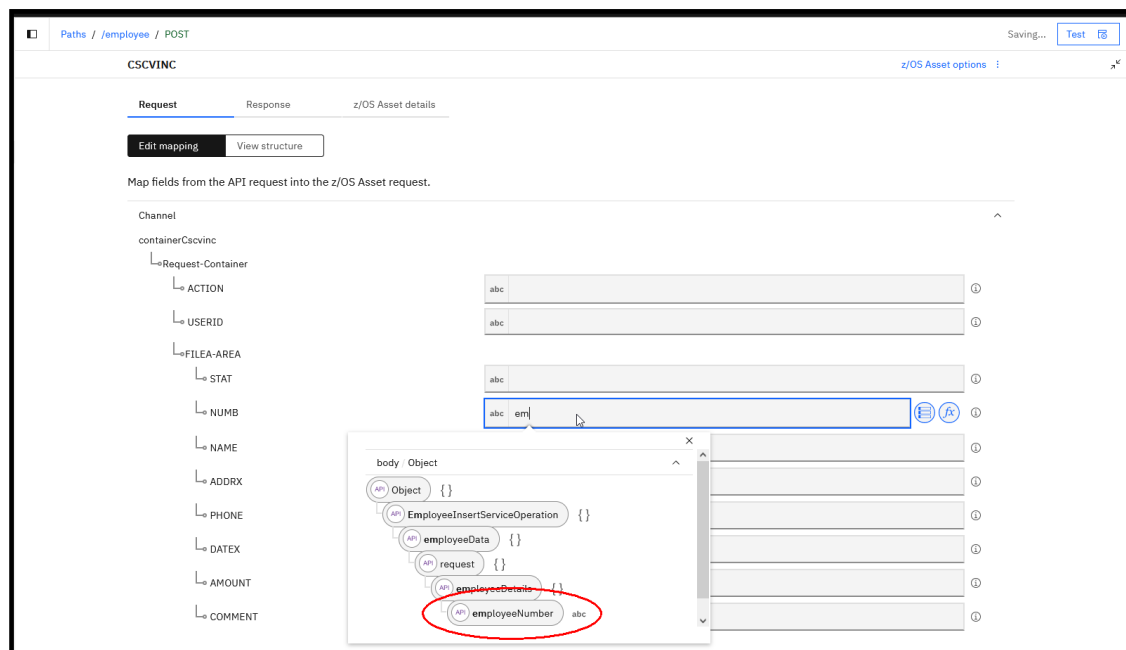 Paths / /employee / POST Saving... Test
CSCVINC z/OS Asset options
Request Response z/OS Asset details
Edit mapping View structure
Map fields from the API request into the z/OS Asset request.
Channel
containerCscvinc
Request-Container
ACTION abc
USERID abc
FILEA-AREA
STAT abc
NUMB abc em fx
NAME
ADDRX
PHONE
DATEX
AMOUNT
COMMENT
body / Object
API Object { }
API EmployeeInsertServiceOperation { }
API employeeData { }
API request { }
API employeeDetails { }
API employeeNumber abc